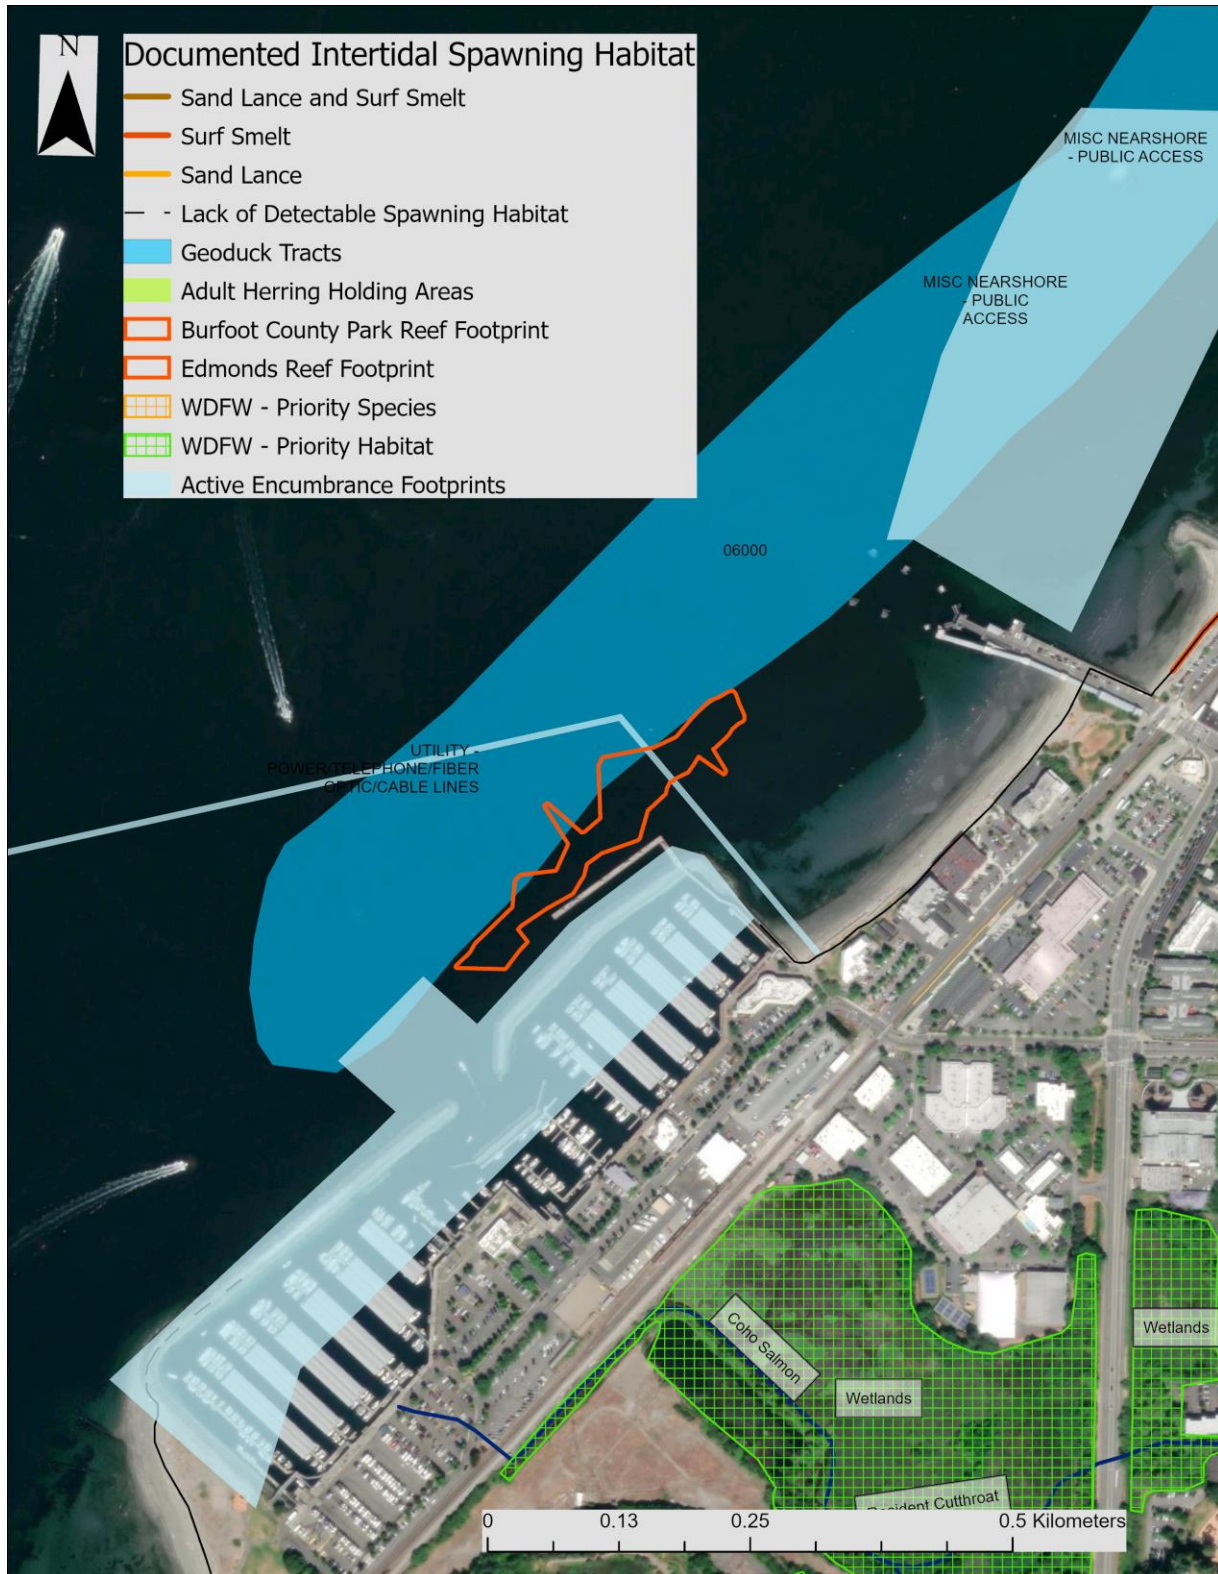 N
Documented Intertidal Spawning Habitat
Sand Lance and Surf Smelt
Surf Smelt
Sand Lance
Lack of Detectable Spawning Habitat
Geoduck Tracts
Adult Herring Holding Areas
Burfoot County Park Reef Footprint
Edmonds Reef Footprint
WDFW - Priority Species
WDFW - Priority Habitat
Active Encumbrance Footprints
MISC NEARSHORE
- PUBLIC ACCESS
MISC NEARSHORE
- PUBLIC
ACCESS
06000
UTILITY -
POWER/TELEPHONE/FIBER
OPTIC/CABLE LINES
Coho Salmon
Wetlands
Wetlands
Resident Cutthroat
0 0.13 0.25 0.5 Kilometers